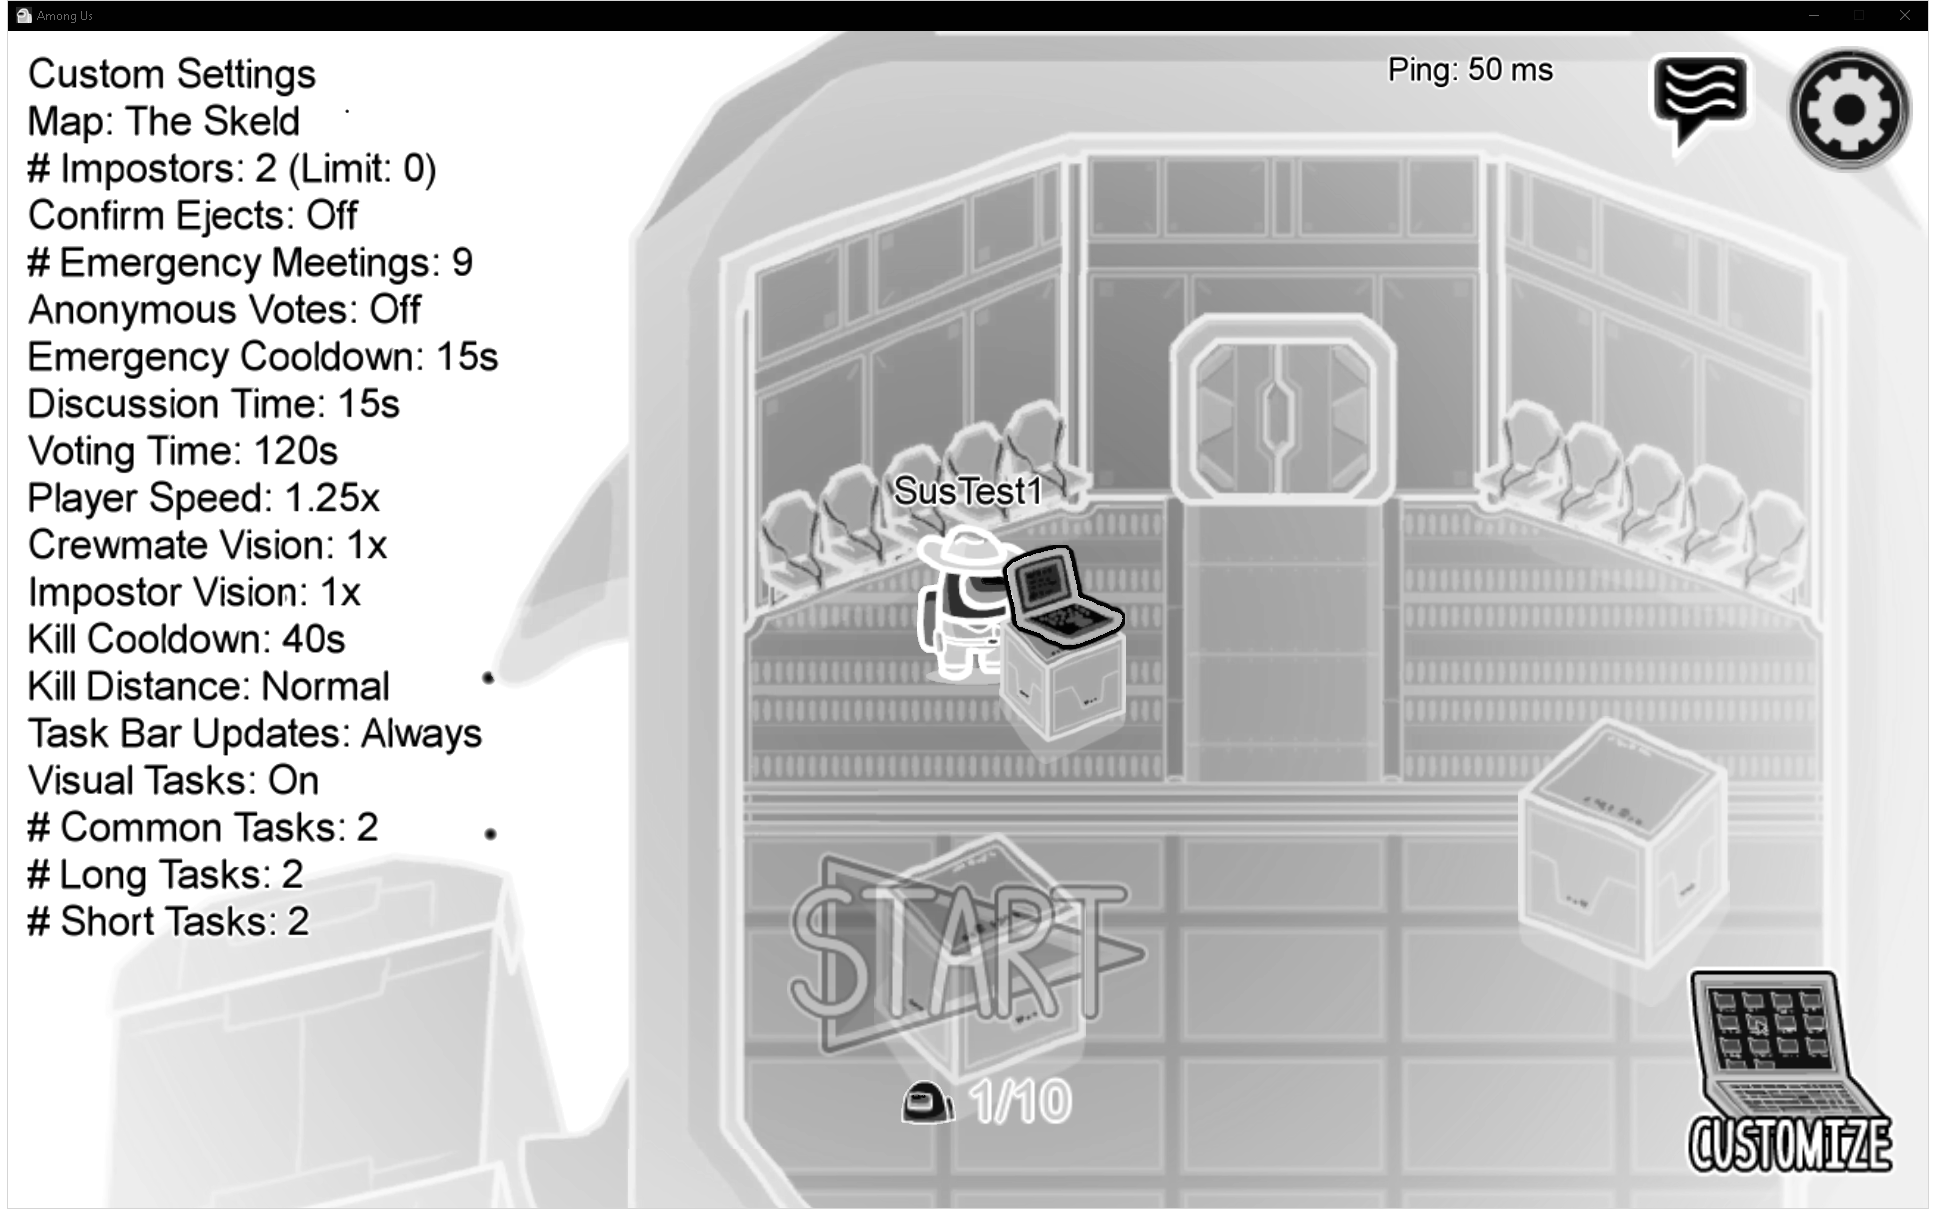 Among Us
Custom Settings
Map: The Skeld
# Impostors: 2 (Limit: 0)
Confirm Ejects: Off
# Emergency Meetings: 9
Anonymous Votes: Off
Emergency Cooldown: 15s
Discussion Time: 15s
Voting Time: 120s
Player Speed: 1.25x
Crewmate Vision: 1x
Impostor Vision: 1x
Kill Cooldown: 40s
Kill Distance: Normal
Task Bar Updates: Always
Visual Tasks: On
# Common Tasks: 2
# Long Tasks: 2
# Short Tasks: 2
Ping: 50 ms
SusTest1
START
1/10
CUSTOMIZE